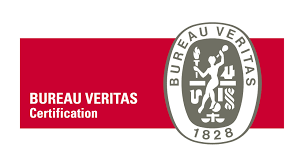 BUREAU VERITAS
Certification
BUREAU VERITAS
1828